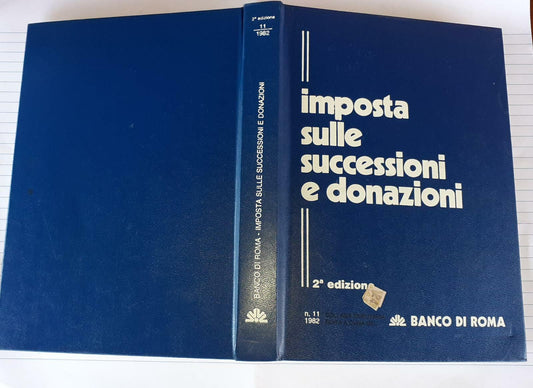 2ª edizione
11
1982
BANCO DI ROMA - IMPOSTA SULLE SUCCESSIONI E DONAZIONI
imposta
sulle
successioni
e donazioni
2ª edizione
n. 11
1982
BANCO DI ROMA